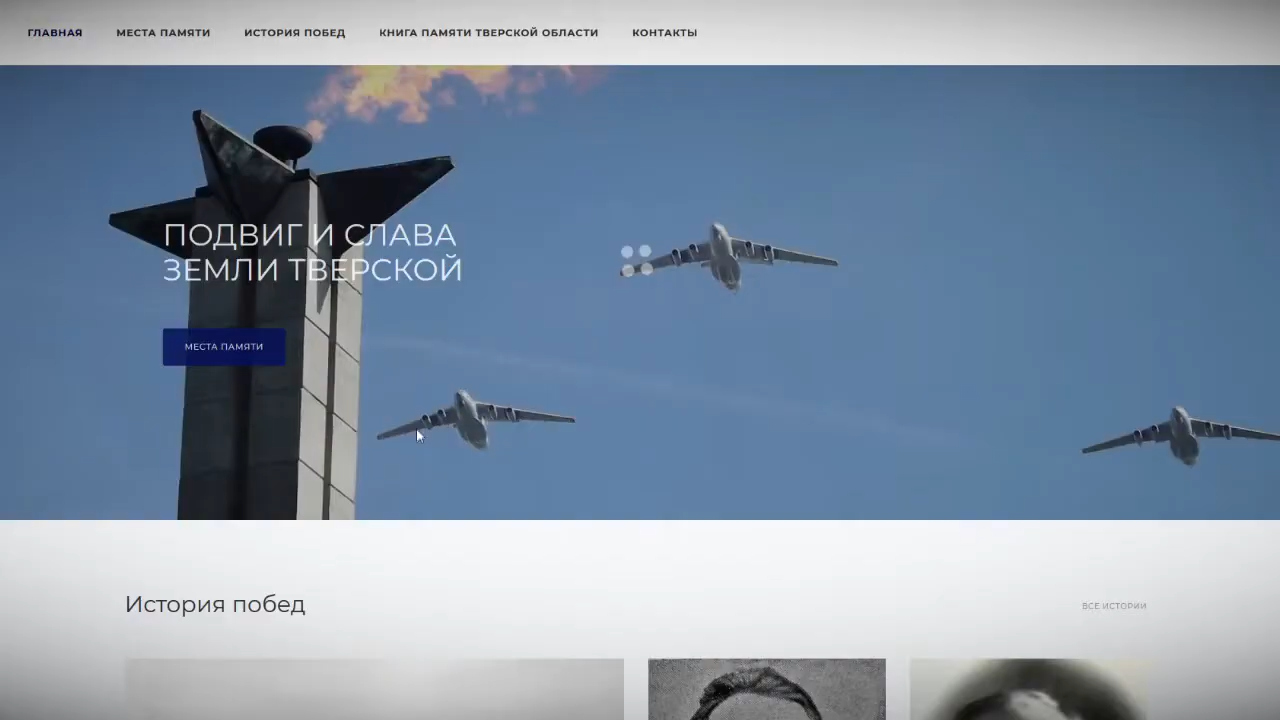 ГЛАВНАЯ
МЕСТА ПАМЯТИ
ИСТОРИЯ ПОБЕД
КНИГА ПАМЯТИ ТВЕРСКОЙ ОБЛАСТИ
КОНТАКТЫ
ПОДВИГ И СЛАВА
ЗЕМЛИ ТВЕРСКОЙ
МЕСТА ПАМЯТИ
История побед
ВСЕ ИСТОРИИ